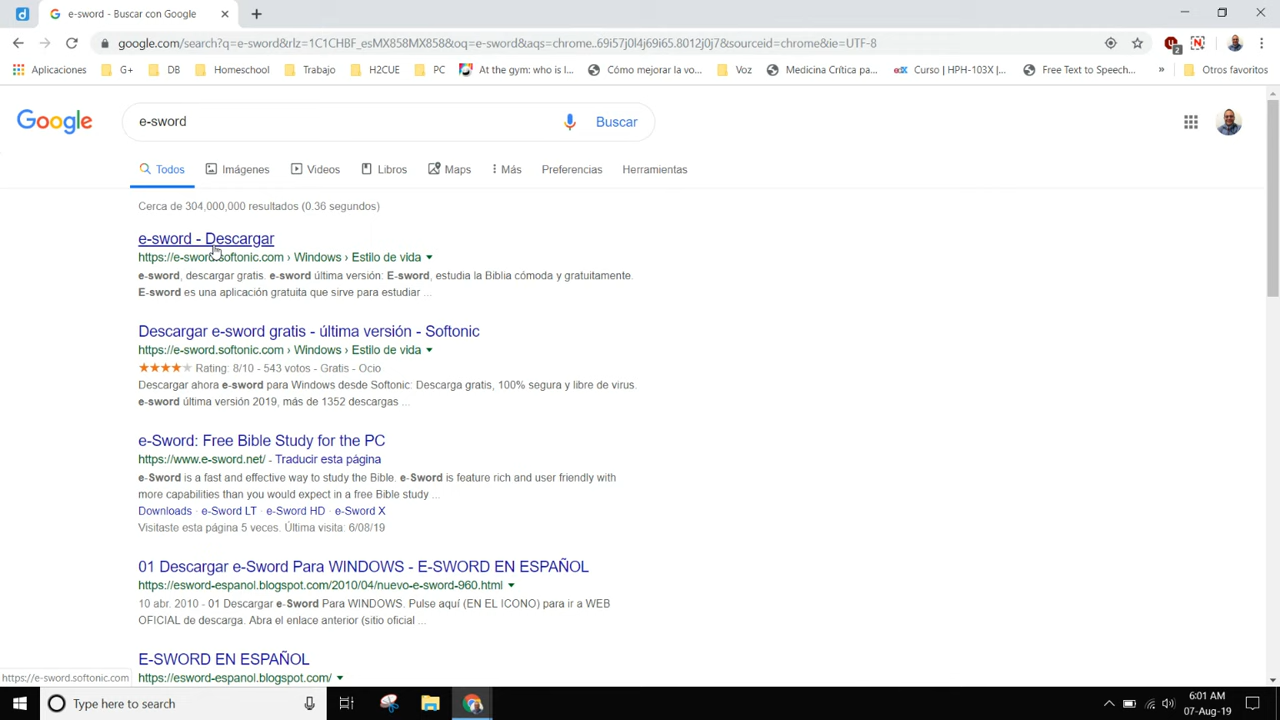 e-sword - Buscar con Google
google.com/search?q=e-sword&rlz=1C1CHBF_esMX858MX858&oq=e-sword&aqs=chrome..69i57j0l4j69i65.8012j0j7&sourceid=chrome&ie=UTF-8
2
Aplicaciones G+ DB Homeschool Trabajo H2CUE PC At the gym: who is l... Cómo mejorar la vo... Voz Medicina Crítica pa... edX Curso | HPH-103X |... Free Text to Speech... » Otros favoritos
Google e-sword Buscar
Todos Imágenes Videos Libros Maps Más Preferencias Herramientas
Cerca de 304,000,000 resultados (0.36 segundos)
e-sword - Descargar
https://e-sword.softonic.com › Windows › Estilo de vida
e-sword, descargar gratis. e-sword última versión: E-sword, estudia la Biblia cómoda y gratuitamente.
E-sword es una aplicación gratuita que sirve para estudiar ...
Descargar e-sword gratis - última versión - Softonic
https://e-sword.softonic.com › Windows › Estilo de vida
★★★★★ Rating: 8/10 - 543 votos - Gratis - Ocio
Descargar ahora e-sword para Windows desde Softonic: Descarga gratis, 100% segura y libre de virus.
e-sword última versión 2019, más de 1352 descargas ...
e-Sword: Free Bible Study for the PC
https://www.e-sword.net/ - Traducir esta página
e-Sword is a fast and effective way to study the Bible. e-Sword is feature rich and user friendly with
more capabilities than you would expect in a free Bible study ...
Downloads · e-Sword LT · e-Sword HD · e-Sword X
Visitaste esta página 5 veces. Última visita: 6/08/19
01 Descargar e-Sword Para WINDOWS - E-SWORD EN ESPAÑOL
https://esword-espanol.blogspot.com/2010/04/nuevo-e-sword-960.html
10 abr. 2010 - 01 Descargar e-Sword Para WINDOWS. Pulse aquí (EN EL ICONO) para ir a WEB
OFICIAL de descarga. Abra el enlace anterior (sitio oficial ...
E-SWORD EN ESPAÑOL
https://esword-espanol.blogspot.com/
https://e-sword.softonic.com
Type here to search
6:01 AM
07-Aug-19